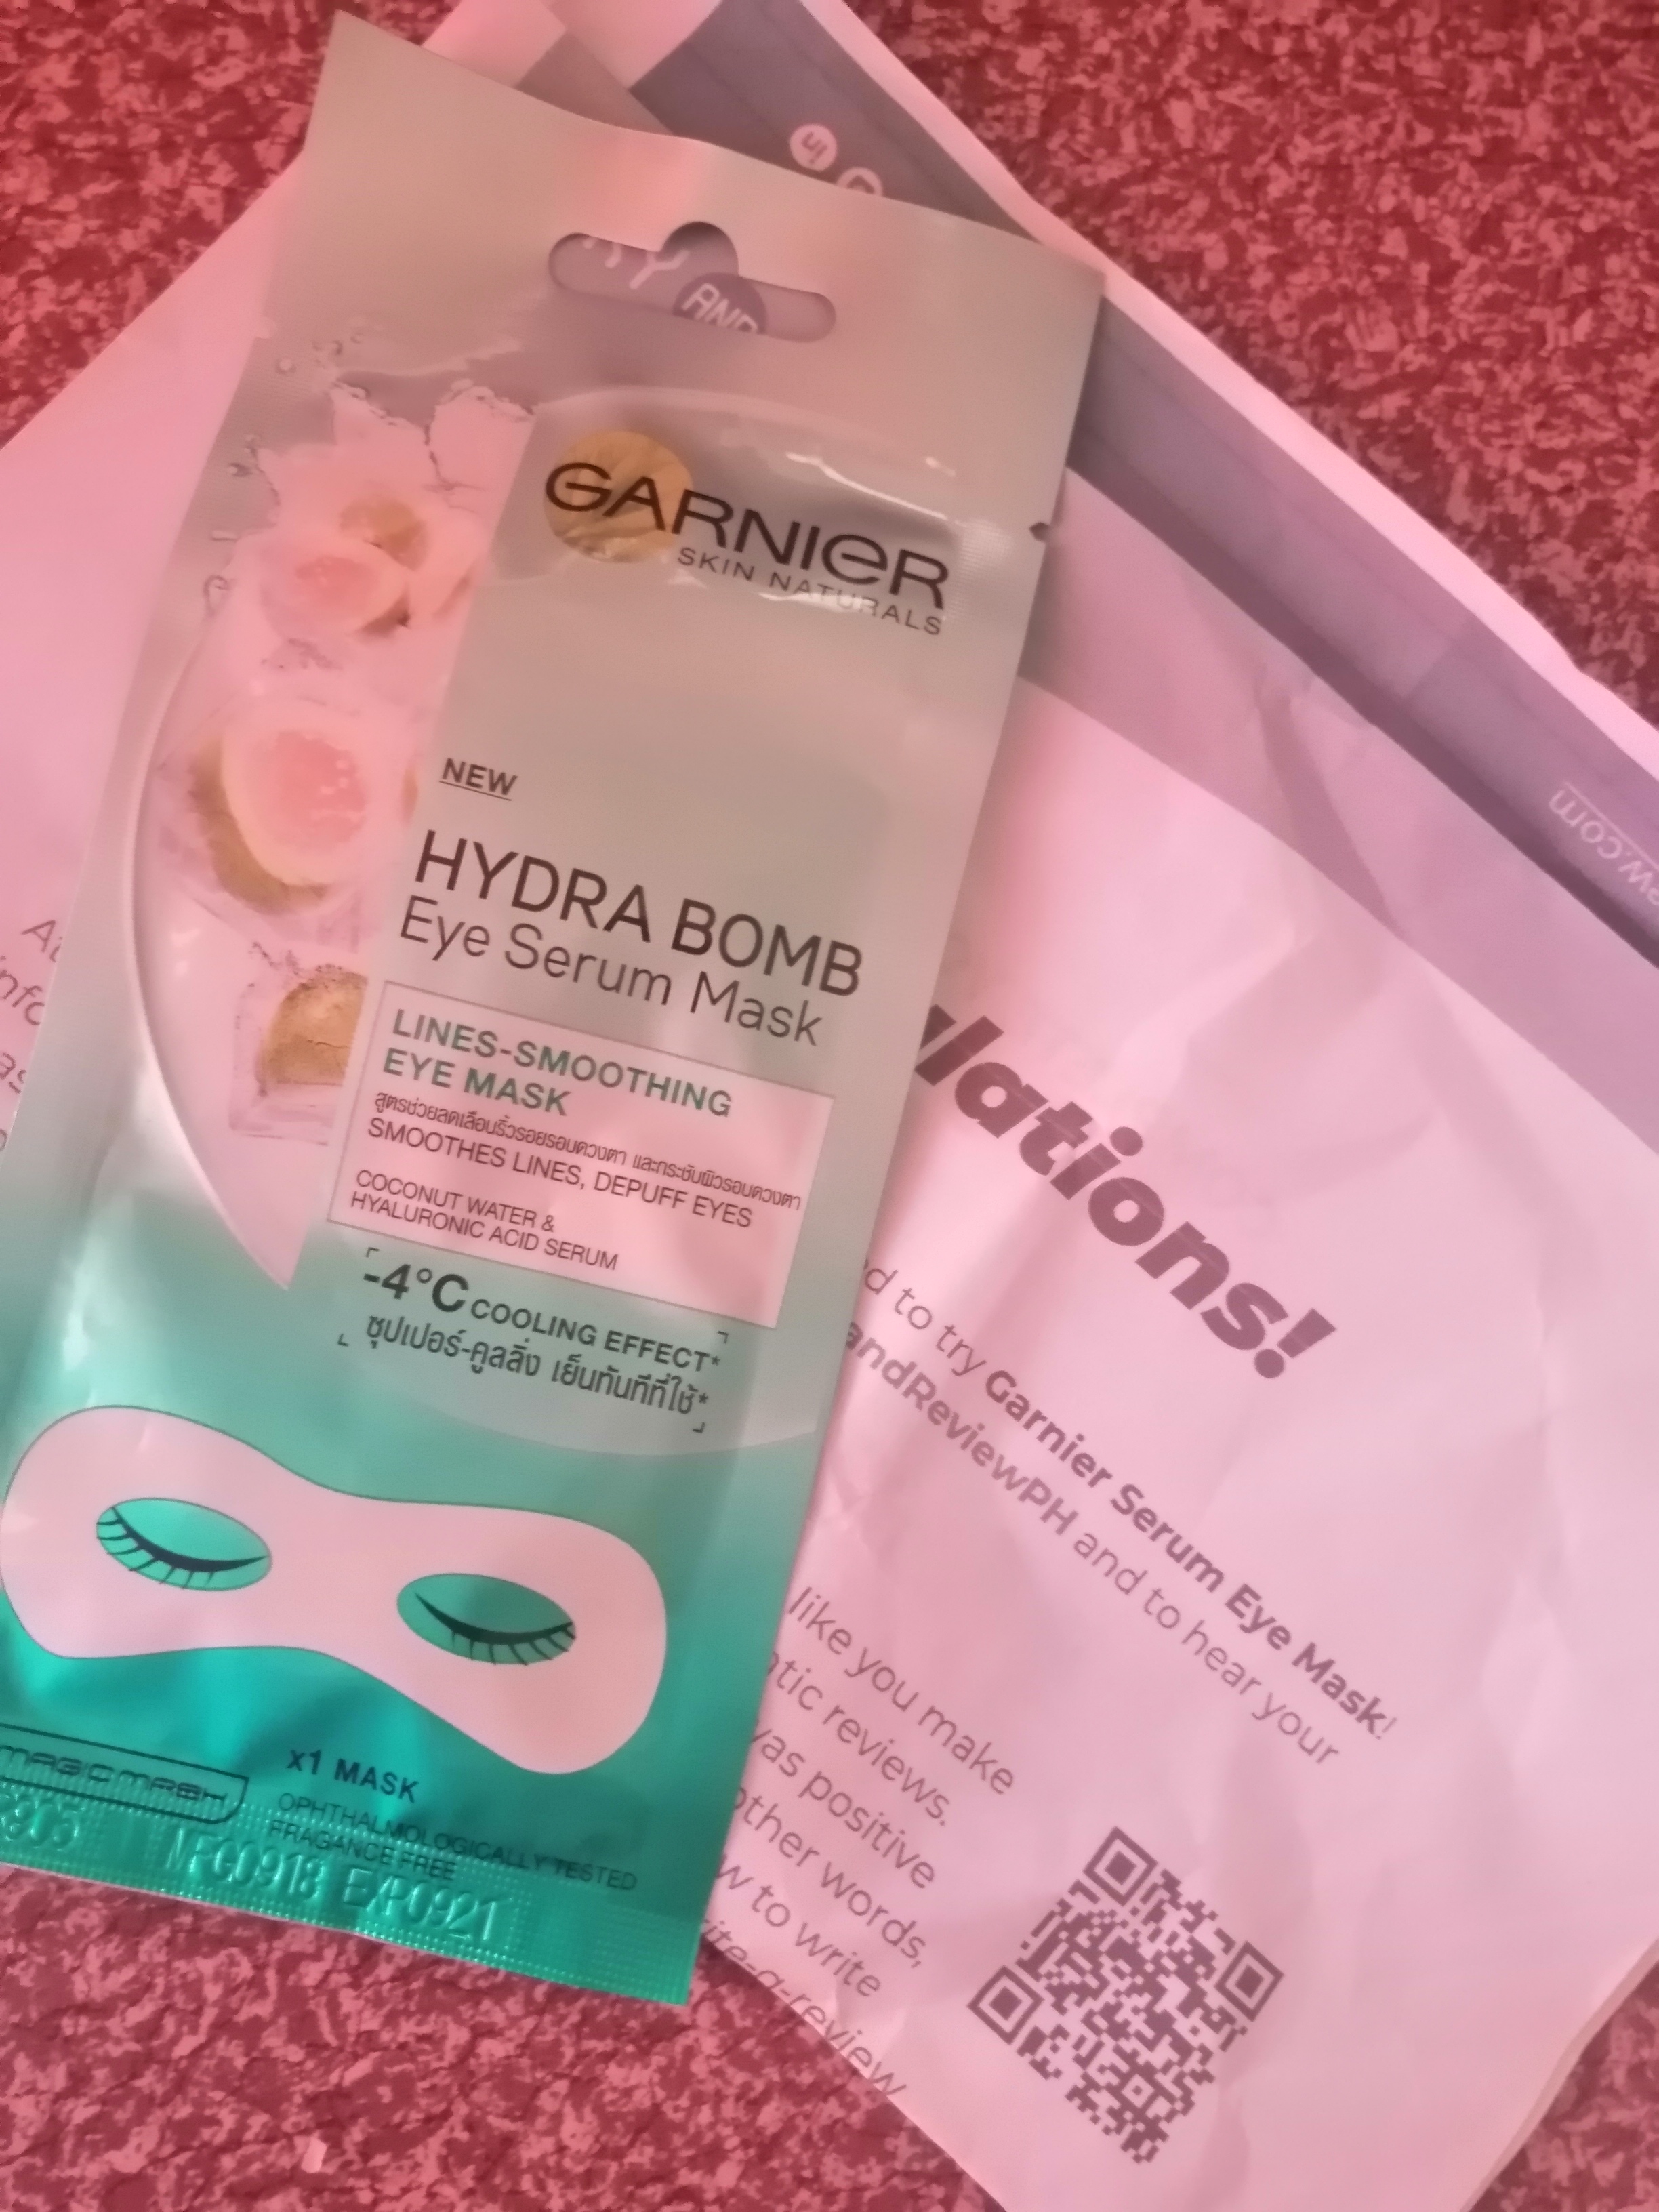 in
AND
GARNIER
SKIN NATURALS
NEW
HYDRA BOMB
Eye Serum Mask
LINES-SMOOTHING
EYE MASK
สูตรช่วยลดเลือนริ้วรอยรอบดวงตา และกระชับผิวรอบดวงตา
SMOOTHES LINES, DEPUFF EYES
COCONUT WATER &
HYALURONIC ACID SERUM
-4°C COOLING EFFECT*
ซุปเปอร์-คูลลิ่ง เย็นทันทีที่ใช้*
MAGIC MASK
x1 MASK
OPHTHALMOLOGICALLY TESTED
FRAGANCE FREE
MFG0918 EXP0921
lations!
to try Garnier Serum Eye Mask!
andReviewPH and to hear your
like you make
reviews.
positive
other words,
to write
review